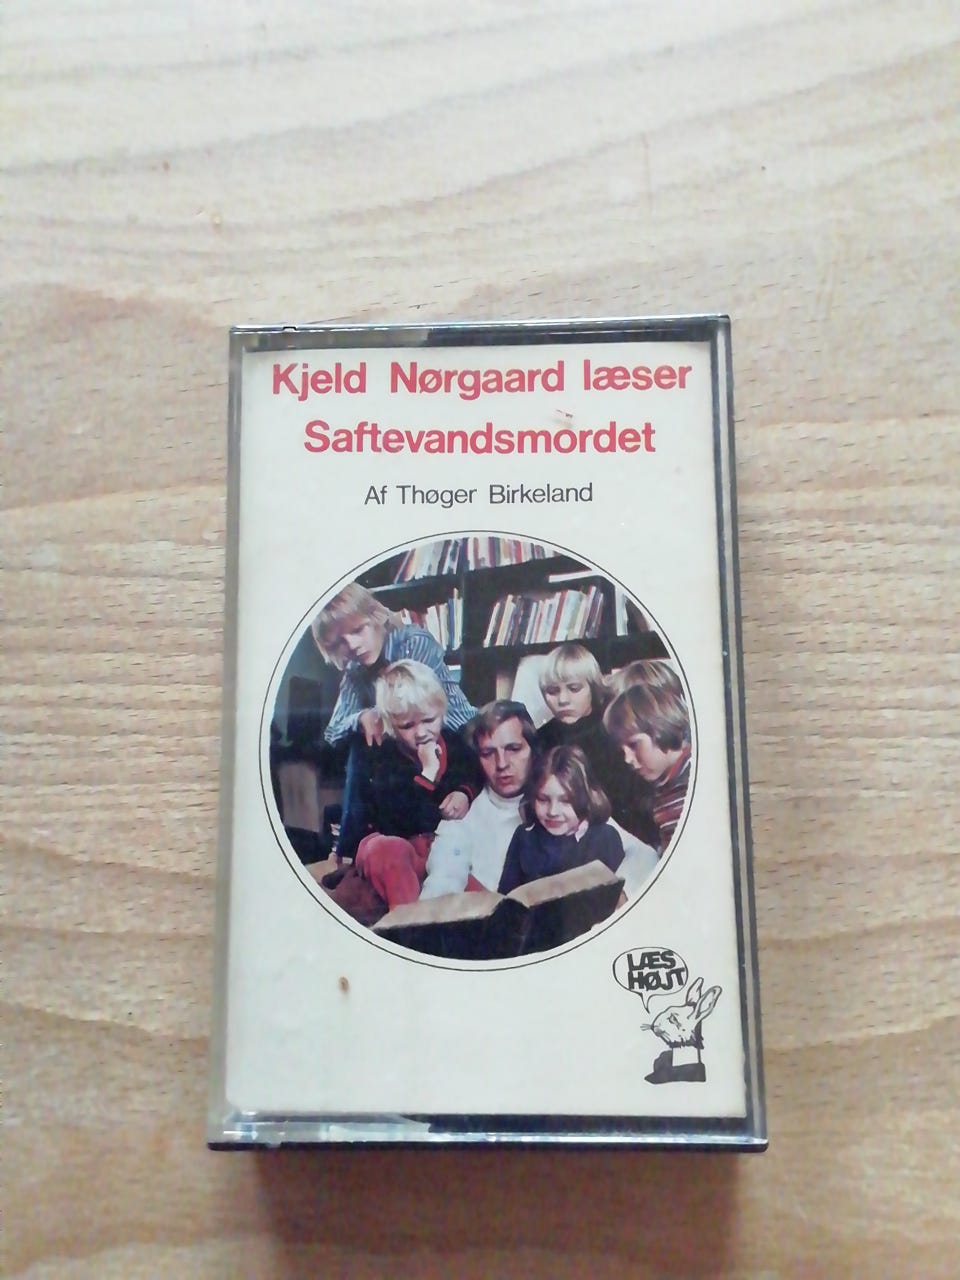 Kjeld Nørgaard læser
Saftevandsmordet
Af Thøger Birkeland
LÆS
HØJT